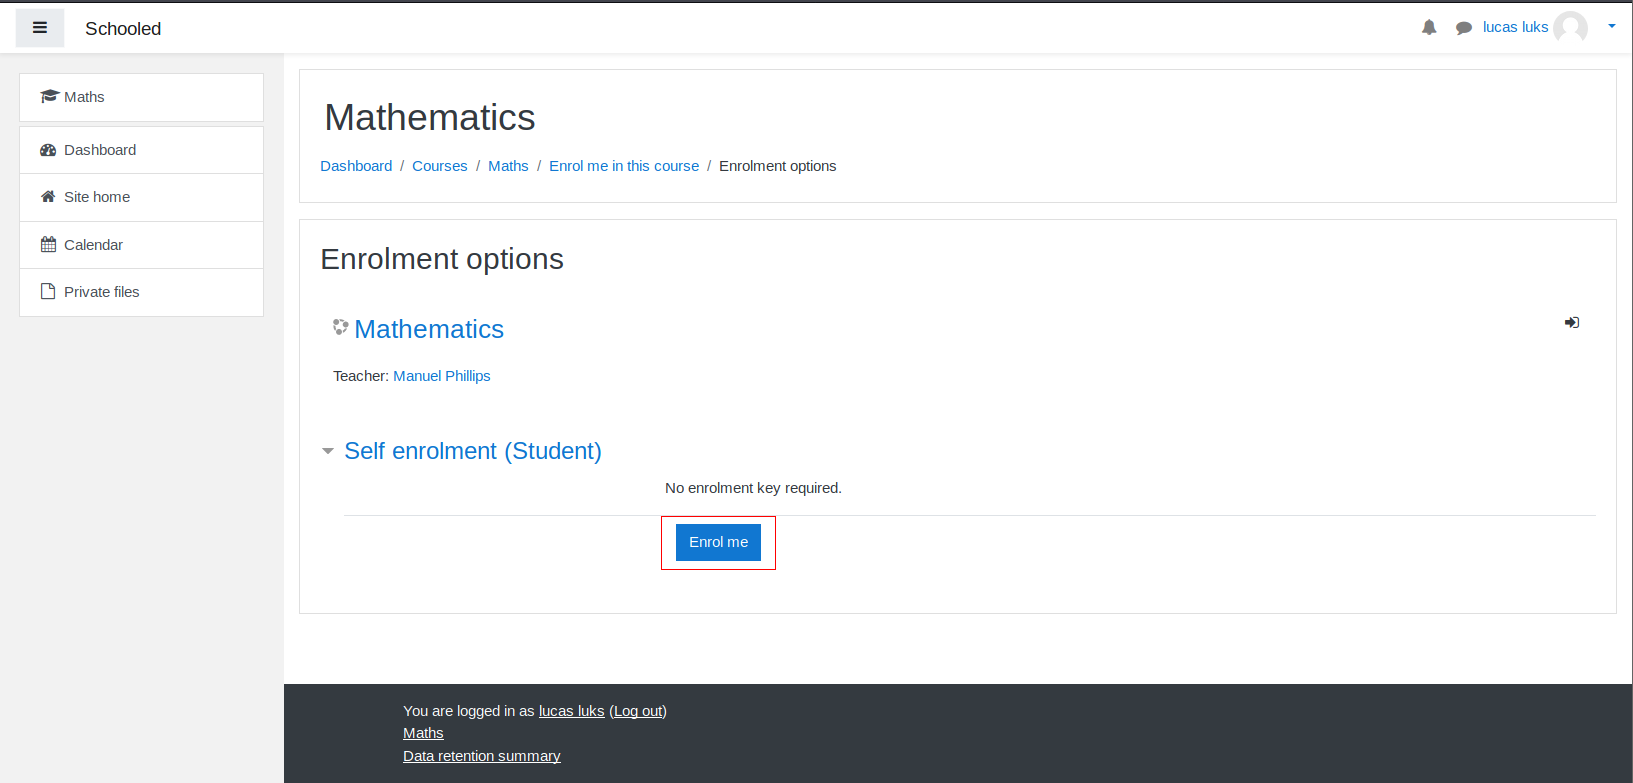 Schooled
lucas luks
Maths
Dashboard
Site home
Calendar
Private files
Mathematics
Dashboard / Courses / Maths / Enrol me in this course / Enrolment options
Enrolment options
Mathematics
Teacher: Manuel Phillips
Self enrolment (Student)
No enrolment key required.
Enrol me
You are logged in as lucas luks (Log out)
Maths
Data retention summary